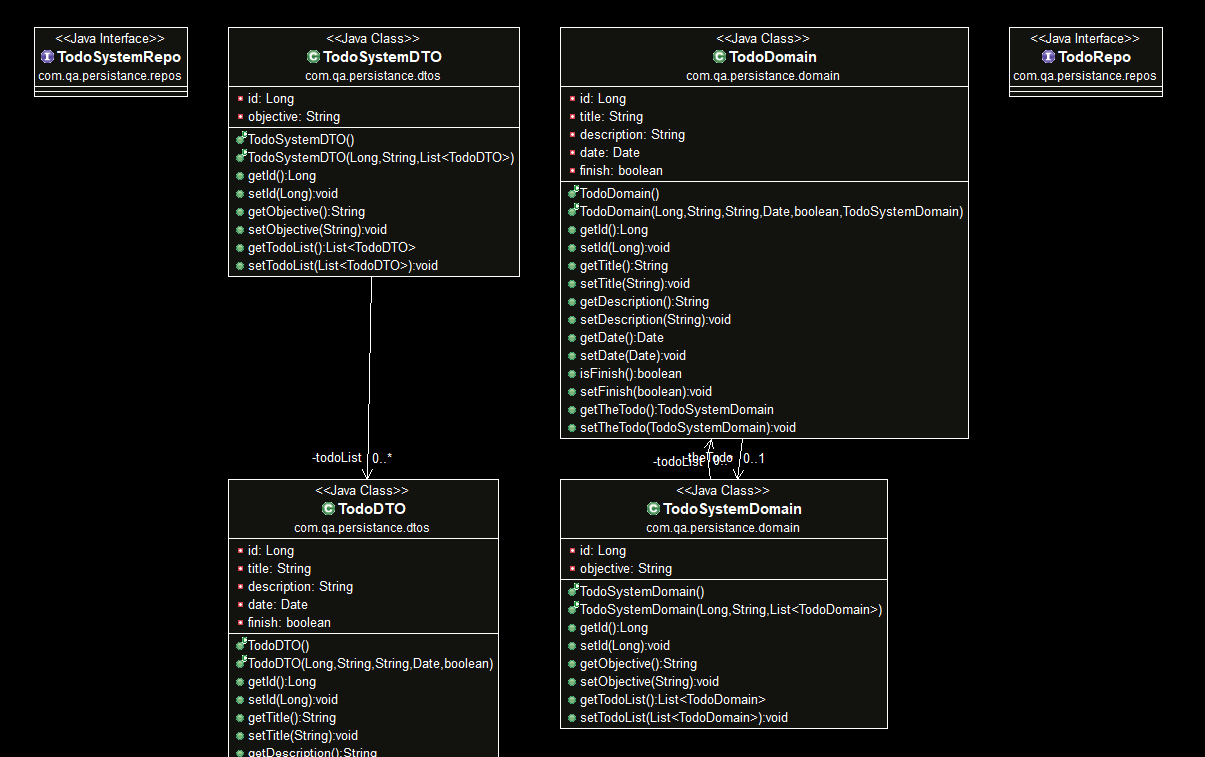 <<Java Interface>>
TodoSystemRepo
com.qa.persistance.repos
<<Java Class>>
TodoSystemDTO
com.qa.persistance.dtos
id: Long
objective: String
TodoSystemDTO()
TodoSystemDTO(Long,String,List<TodoDTO>)
getId():Long
setId(Long):void
getObjective():String
setObjective(String):void
getTodoList():List<TodoDTO>
setTodoList(List<TodoDTO>):void
<<Java Class>>
TodoDomain
com.qa.persistance.domain
id: Long
title: String
description: String
date: Date
finish: boolean
TodoDomain()
TodoDomain(Long,String,String,Date,boolean,TodoSystemDomain)
getId():Long
setId(Long):void
getTitle():String
setTitle(String):void
getDescription():String
setDescription(String):void
getDate():Date
setDate(Date):void
isFinish():boolean
setFinish(boolean):void
getTheTodo():TodoSystemDomain
setTheTodo(TodoSystemDomain):void
<<Java Interface>>
TodoRepo
com.qa.persistance.repos
-todoList 0..*
-todoList 0..*
-theTodo 0..1
<<Java Class>>
TodoDTO
com.qa.persistance.dtos
id: Long
title: String
description: String
date: Date
finish: boolean
TodoDTO()
TodoDTO(Long,String,String,Date,boolean)
getId():Long
setId(Long):void
getTitle():String
setTitle(String):void
getDescription():String
<<Java Class>>
TodoSystemDomain
com.qa.persistance.domain
id: Long
objective: String
TodoSystemDomain()
TodoSystemDomain(Long,String,List<TodoDomain>)
getId():Long
setId(Long):void
getObjective():String
setObjective(String):void
getTodoList():List<TodoDomain>
setTodoList(List<TodoDomain>):void